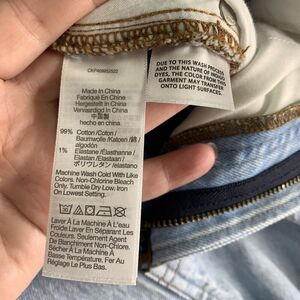 Made In China
Fabriqué En Chine
Hergestellt in China
Vervaardigd In China
中国製
hecho en china
99% Cotton /Coton /
Baumwolle /Katoen / 綿 /
algodón
1% Elastane /Élasthanne /
Elastan /Elastaan /
ポリウレタン /elastano
Machine Wash Cold With Like
Colors. Non-Chlorine Bleach
Only. Tumble Dry Low. Iron
On Lowest Setting.
Laver À La Machine À L'eau
Froide. Laver En Séparant Les
Couleurs. Seulement Agent
De Blanchiment Non-Chlore.
Séchage À La Machine À
Basse Température. Fer Au
Réglage Le Plus Bas.
DUE TO THIS WASH PROCESS
AND THE NATURE OF INDIGO
DYES, THE COLOR FROM THIS
GARMENT MAY TRANSFER
ONTO LIGHT SURFACES.